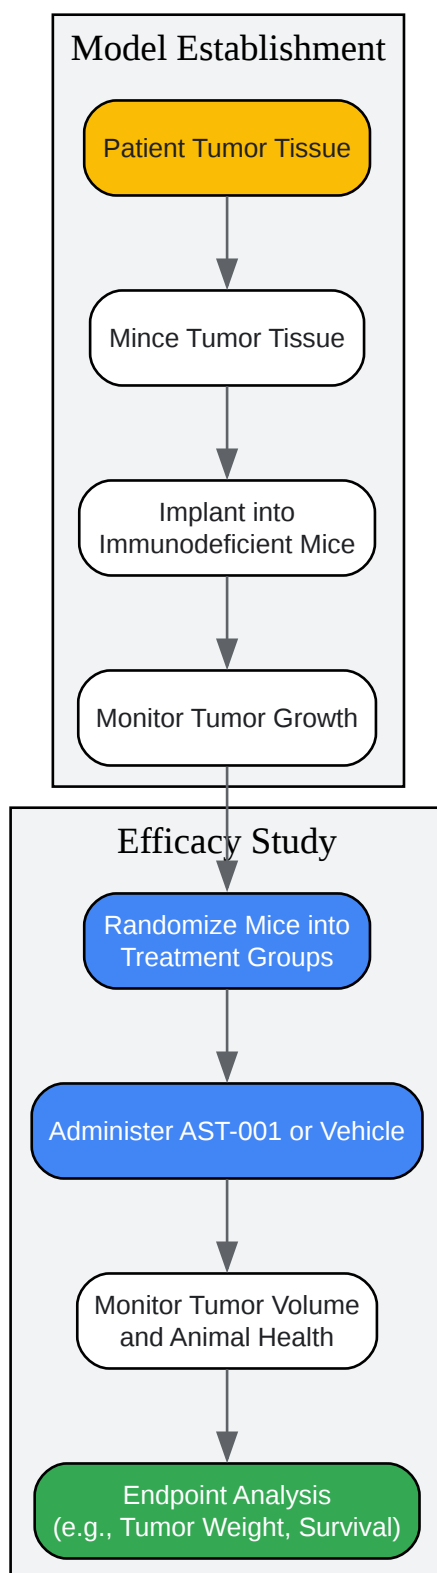 Model Establishment
Patient Tumor Tissue
Mince Tumor Tissue
Implant into
Immunodeficient Mice
Monitor Tumor Growth
Efficacy Study
Randomize Mice into
Treatment Groups
Administer AST-001 or Vehicle
Monitor Tumor Volume
and Animal Health
Endpoint Analysis
(e.g., Tumor Weight, Survival)